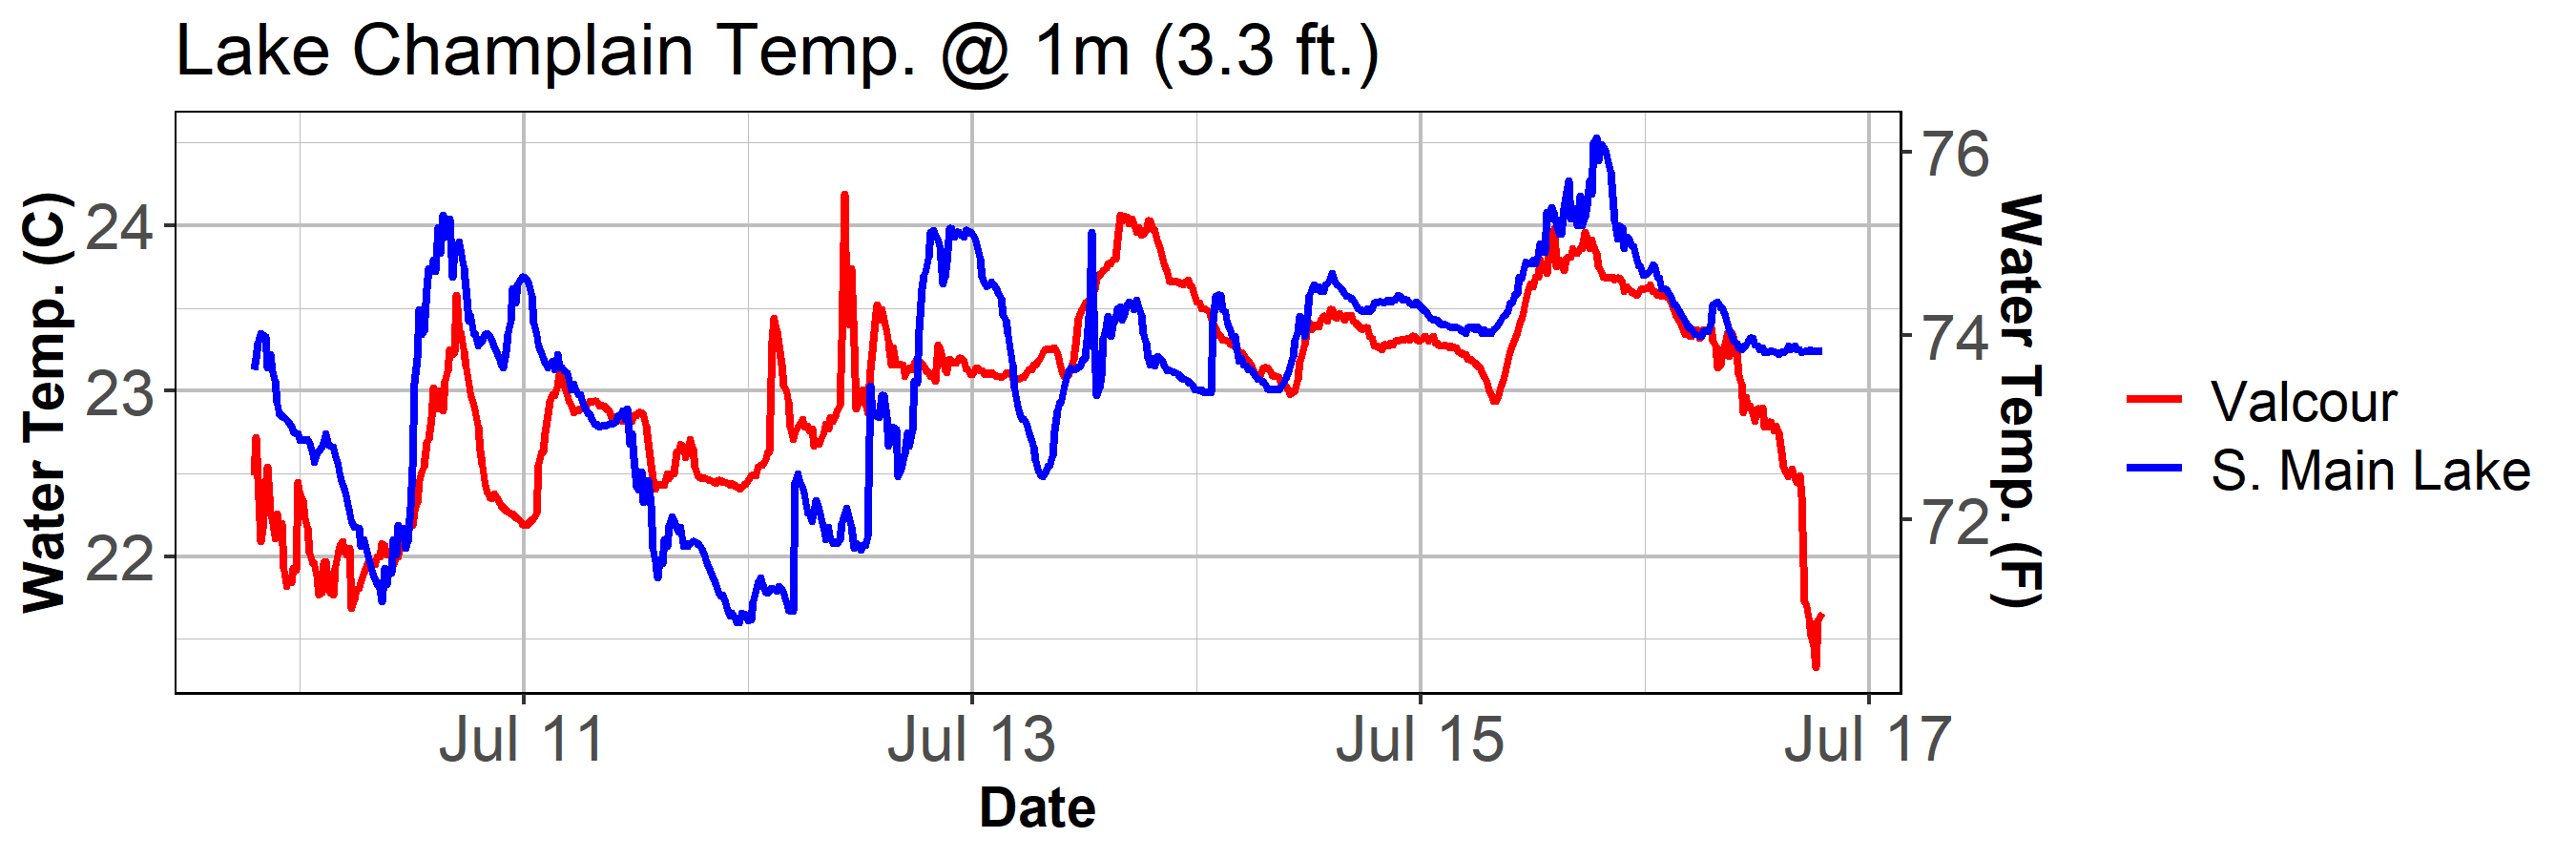 Lake Champlain Temp. @ 1m (3.3 ft.)
Water Temp. (C)
24
23
22
76
74
72
Water Temp. (F)
Jul 11
Jul 13
Jul 15
Jul 17
Date
Valcour
S. Main Lake